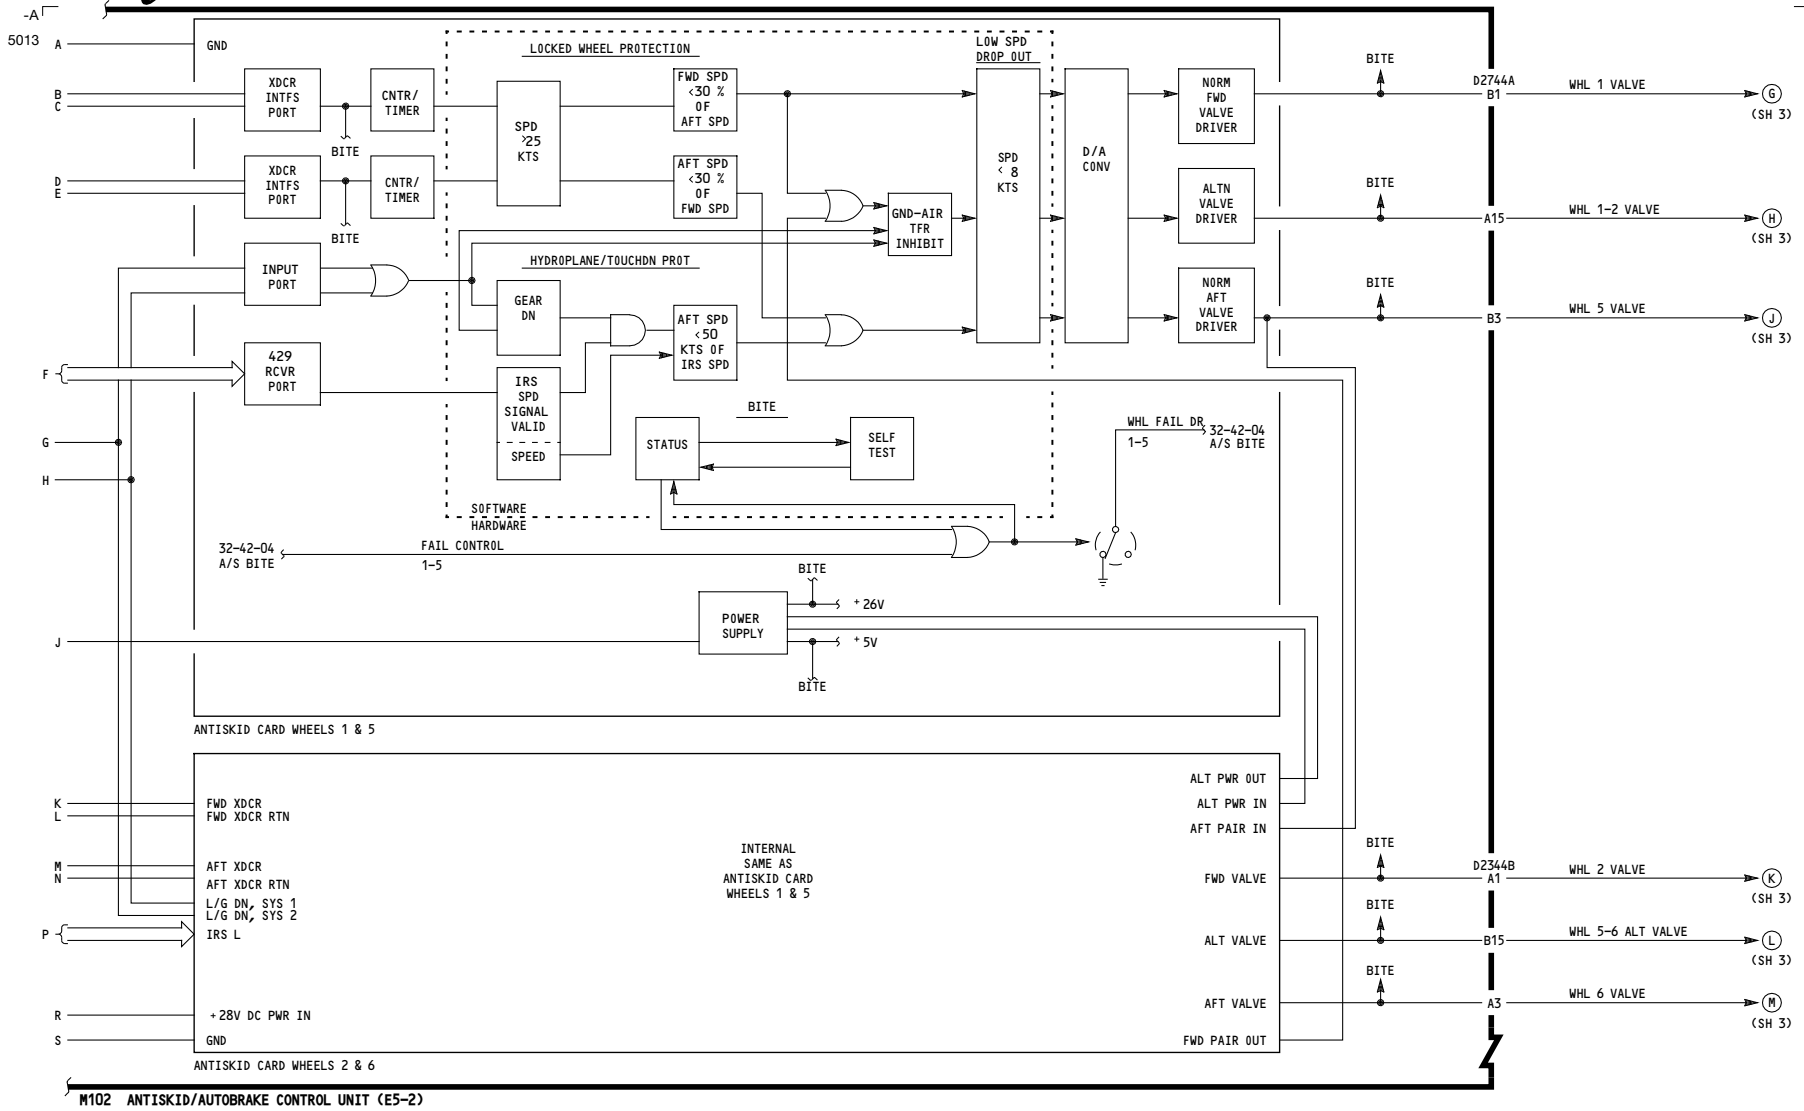 -A
5013
A
GND
B
C
XDCR
INTFS
PORT
BITE
CNTR/
TIMER
LOCKED WHEEL PROTECTION
SPD
>25
KTS
FWD SPD
<30 %
OF
AFT SPD
LOW SPD
DROP OUT
SPD
< 8
KTS
D/A
CONV
NORM
FWD
VALVE
DRIVER
BITE
D2744A
B1
WHL 1 VALVE
G
(SH 3)
D
E
XDCR
INTFS
PORT
BITE
CNTR/
TIMER
AFT SPD
<30 %
OF
FWD SPD
GND-AIR
TFR
INHIBIT
ALTN
VALVE
DRIVER
BITE
A15
WHL 1-2 VALVE
H
(SH 3)
INPUT
PORT
HYDROPLANE/TOUCHDN PROT
GEAR
DN
AFT SPD
<50
KTS OF
IRS SPD
NORM
AFT
VALVE
DRIVER
BITE
B3
WHL 5 VALVE
J
(SH 3)
F
429
RCVR
PORT
IRS
SPD
SIGNAL
VALID
SPEED
G
H
BITE
STATUS
SELF
TEST
WHL FAIL DR
1-5
32-42-04
A/S BITE
SOFTWARE
HARDWARE
32-42-04
A/S BITE
FAIL CONTROL
1-5
J
POWER
SUPPLY
BITE
+26V
+5V
BITE
ANTISKID CARD WHEELS 1 & 5
K
L
FWD XDCR
FWD XDCR RTN
M
N
AFT XDCR
AFT XDCR RTN
L/G DN, SYS 1
L/G DN, SYS 2
P
IRS L
R
+28V DC PWR IN
S
GND
INTERNAL
SAME AS
ANTISKID CARD
WHEELS 1 & 5
ALT PWR OUT
ALT PWR IN
AFT PAIR IN
FWD VALVE
BITE
D2344B
A1
WHL 2 VALVE
K
(SH 3)
ALT VALVE
BITE
B15
WHL 5-6 ALT VALVE
L
(SH 3)
AFT VALVE
BITE
A3
WHL 6 VALVE
M
(SH 3)
FWD PAIR OUT
ANTISKID CARD WHEELS 2 & 6
M102 ANTISKID/AUTOBRAKE CONTROL UNIT (E5-2)